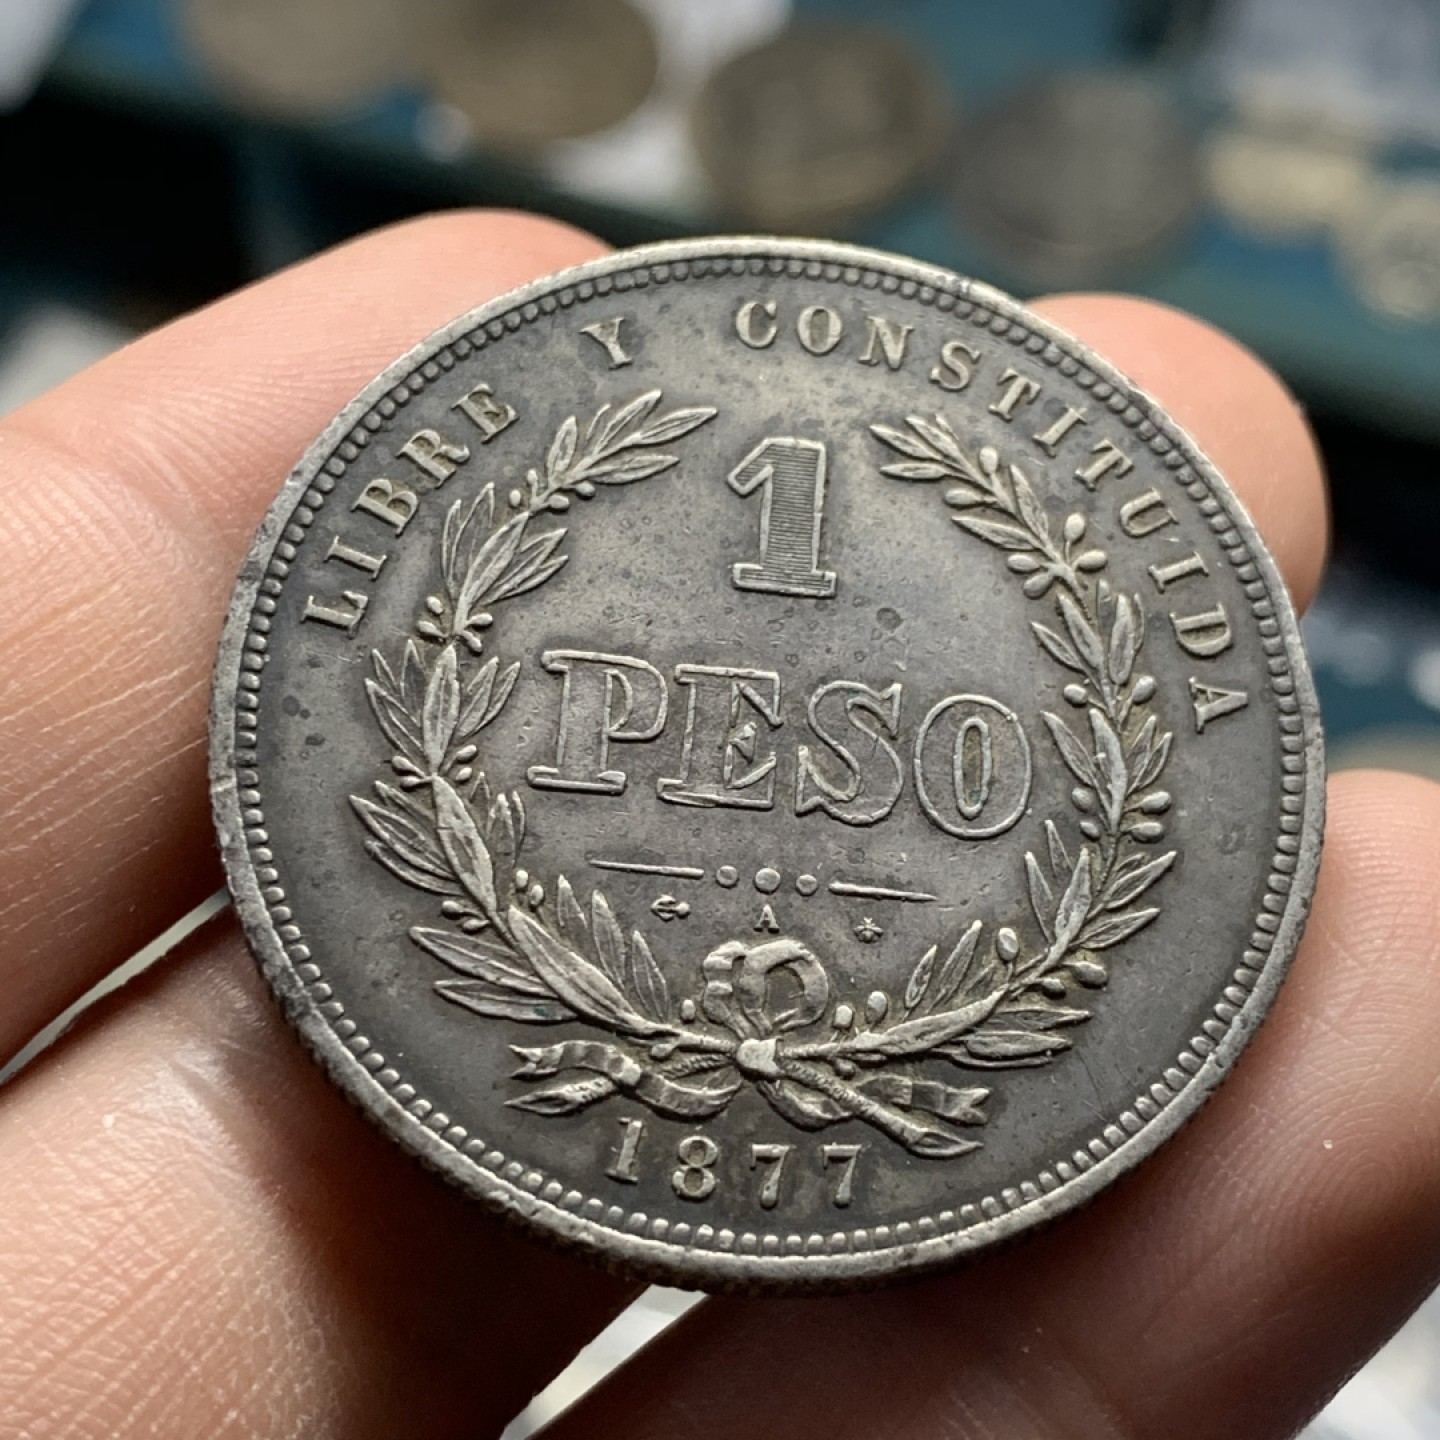 LIBRE Y CONSTITUIDA
1
PESO
A
1877